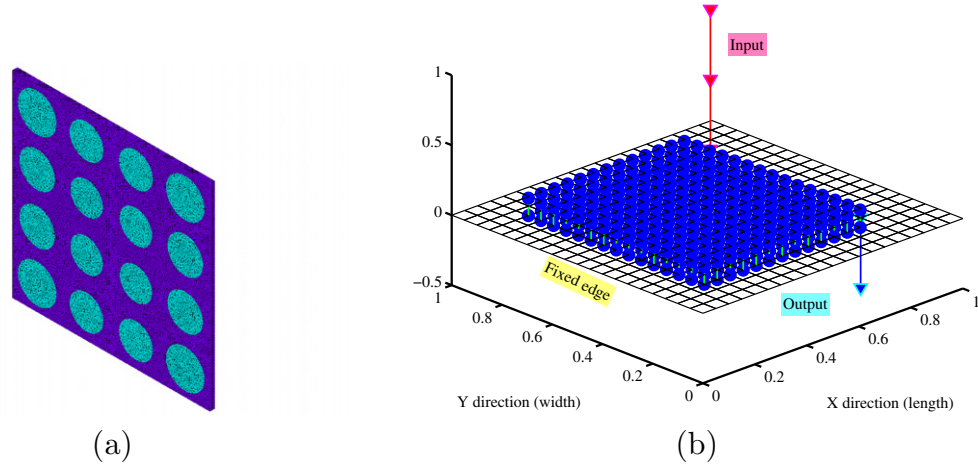 Input
1
0.5
0
−0.5
1
0.8
0.6
0.4
0.2
0
0
0.2
0.4
0.6
0.8
1
Fixed edge
Output
Y direction (width)
X direction (length)
(a)
(b)